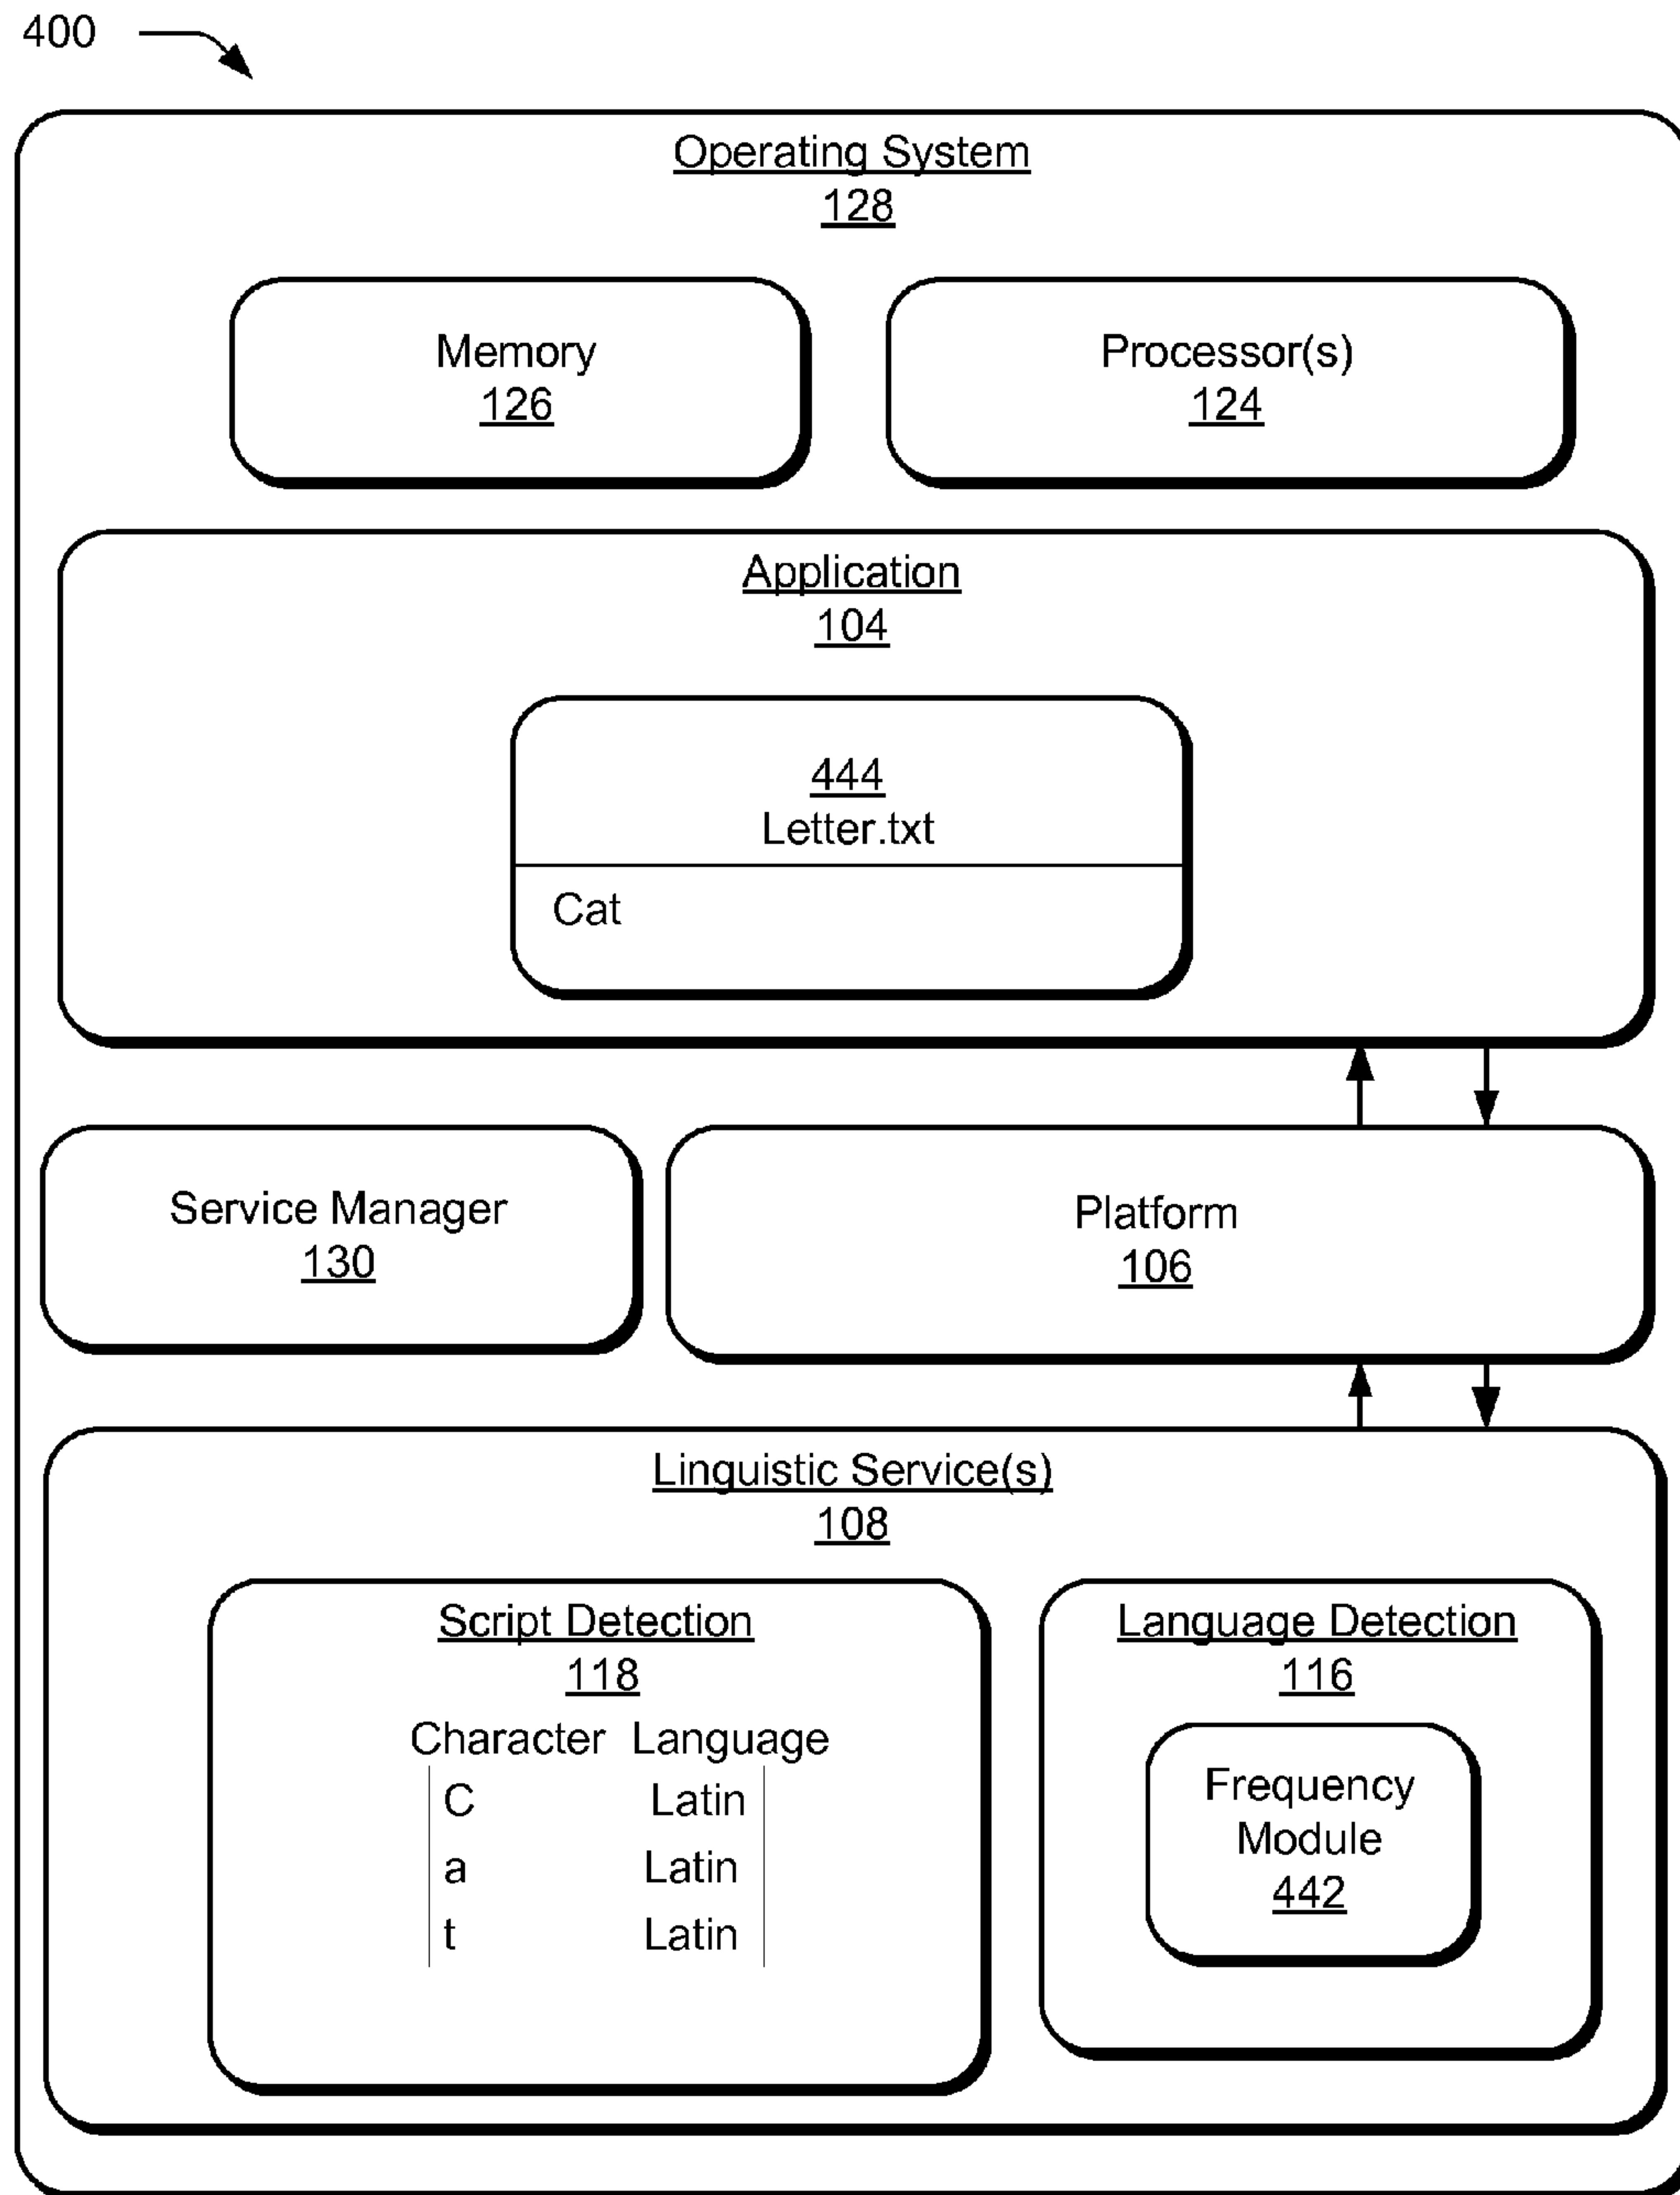 400
Operating System
128
Memory
126
Processor(s)
124
Application
104
444
Letter.txt
Cat
Service Manager
130
Platform
106
Linguistic Service(s)
108
Script Detection
118
Character Language
C Latin
a Latin
t Latin
Language Detection
116
Frequency
Module
442